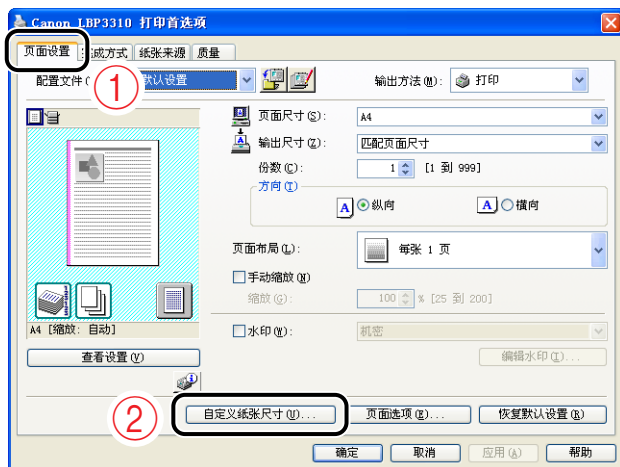 Canon LBP3310 打印首选项
页面设置 完成方式 纸张来源 质量
配置文件( 默认设置 输出方法(M): 打印
①
页面尺寸(S): A4
输出尺寸(Z): 匹配页面尺寸
份数(C): 1 [1 到 999]
方向(T)
A 纵向 A 横向
页面布局(L): 每张 1 页
手动缩放(N)
缩放(G): 100 % [25 到 200]
A4 [缩放: 自动]
水印(W): 机密
查看设置(V) 编辑水印(I)...
② 自定义纸张尺寸(U)... 页面选项(E)... 恢复默认设置(R)
确定 取消 应用(A) 帮助